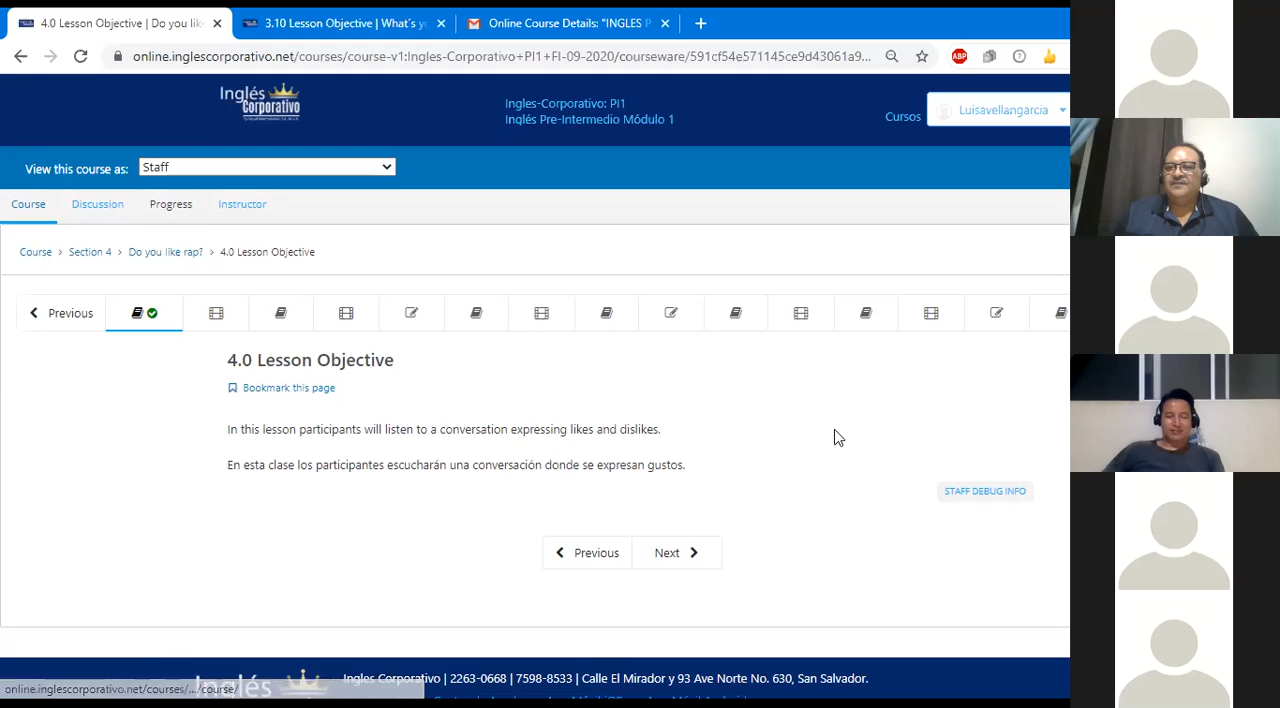 4.0 Lesson Objective | Do you like
3.10 Lesson Objective | What´s yo
Online Course Details: "INGLES P
online.inglescorporativo.net/courses/course-v1:Ingles-Corporativo+PI1+FI-09-2020/courseware/591cf54e571145ce9d43061a9...
ABP
Inglés
Corporativo
Ingles-Corporativo: PI1
Inglés Pre-Intermedio Módulo 1
Cursos
Luisavellangarcia
View this course as:
Staff
Course
Discussion
Progress
Instructor
Course > Section 4 > Do you like rap? > 4.0 Lesson Objective
Previous
4.0 Lesson Objective
Bookmark this page
In this lesson participants will listen to a conversation expressing likes and dislikes.
En esta clase los participantes escucharán una conversación donde se expresan gustos.
STAFF DEBUG INFO
Previous
Next
Inglés
Inglés Corporativo | 2263-0668 | 7598-8533 | Calle El Mirador y 93 Ave Norte No. 630, San Salvador.
online.inglescorporativo.net/courses/.../course/